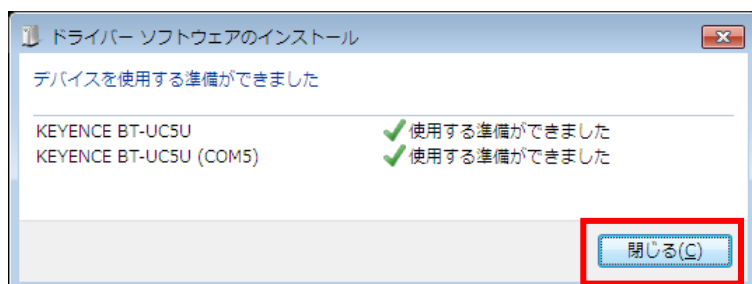 ドライバー ソフトウェアのインストール
デバイスを使用する準備ができました
KEYENCE BT-UC5U 使用する準備ができました
KEYENCE BT-UC5U (COM5) 使用する準備ができました
閉じる(C)